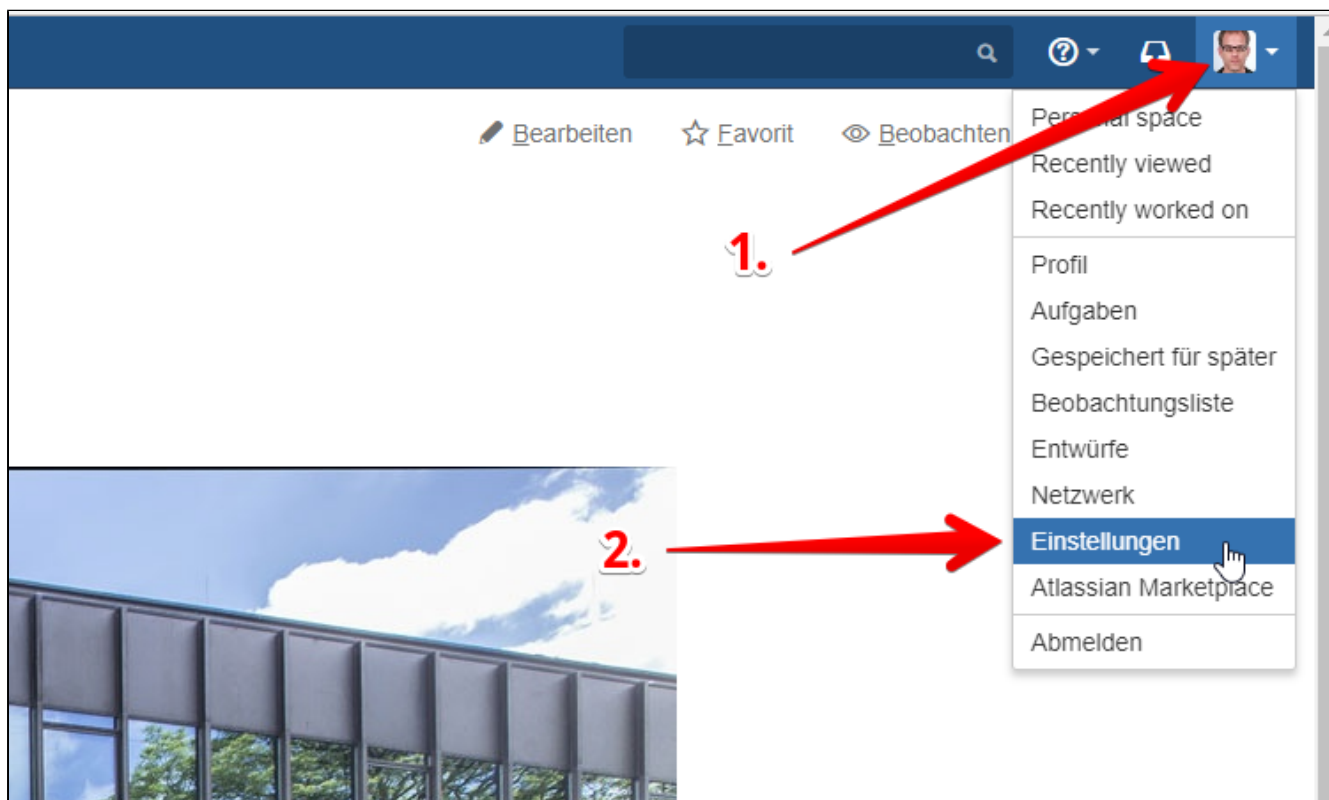 Bearbeiten Favorit Beobachten
Personal space
Recently viewed
Recently worked on
1.
Profil
Aufgaben
Gespeichert für später
Beobachtungsliste
Entwürfe
Netzwerk
2.
Einstellungen
Atlassian Marketplace
Abmelden